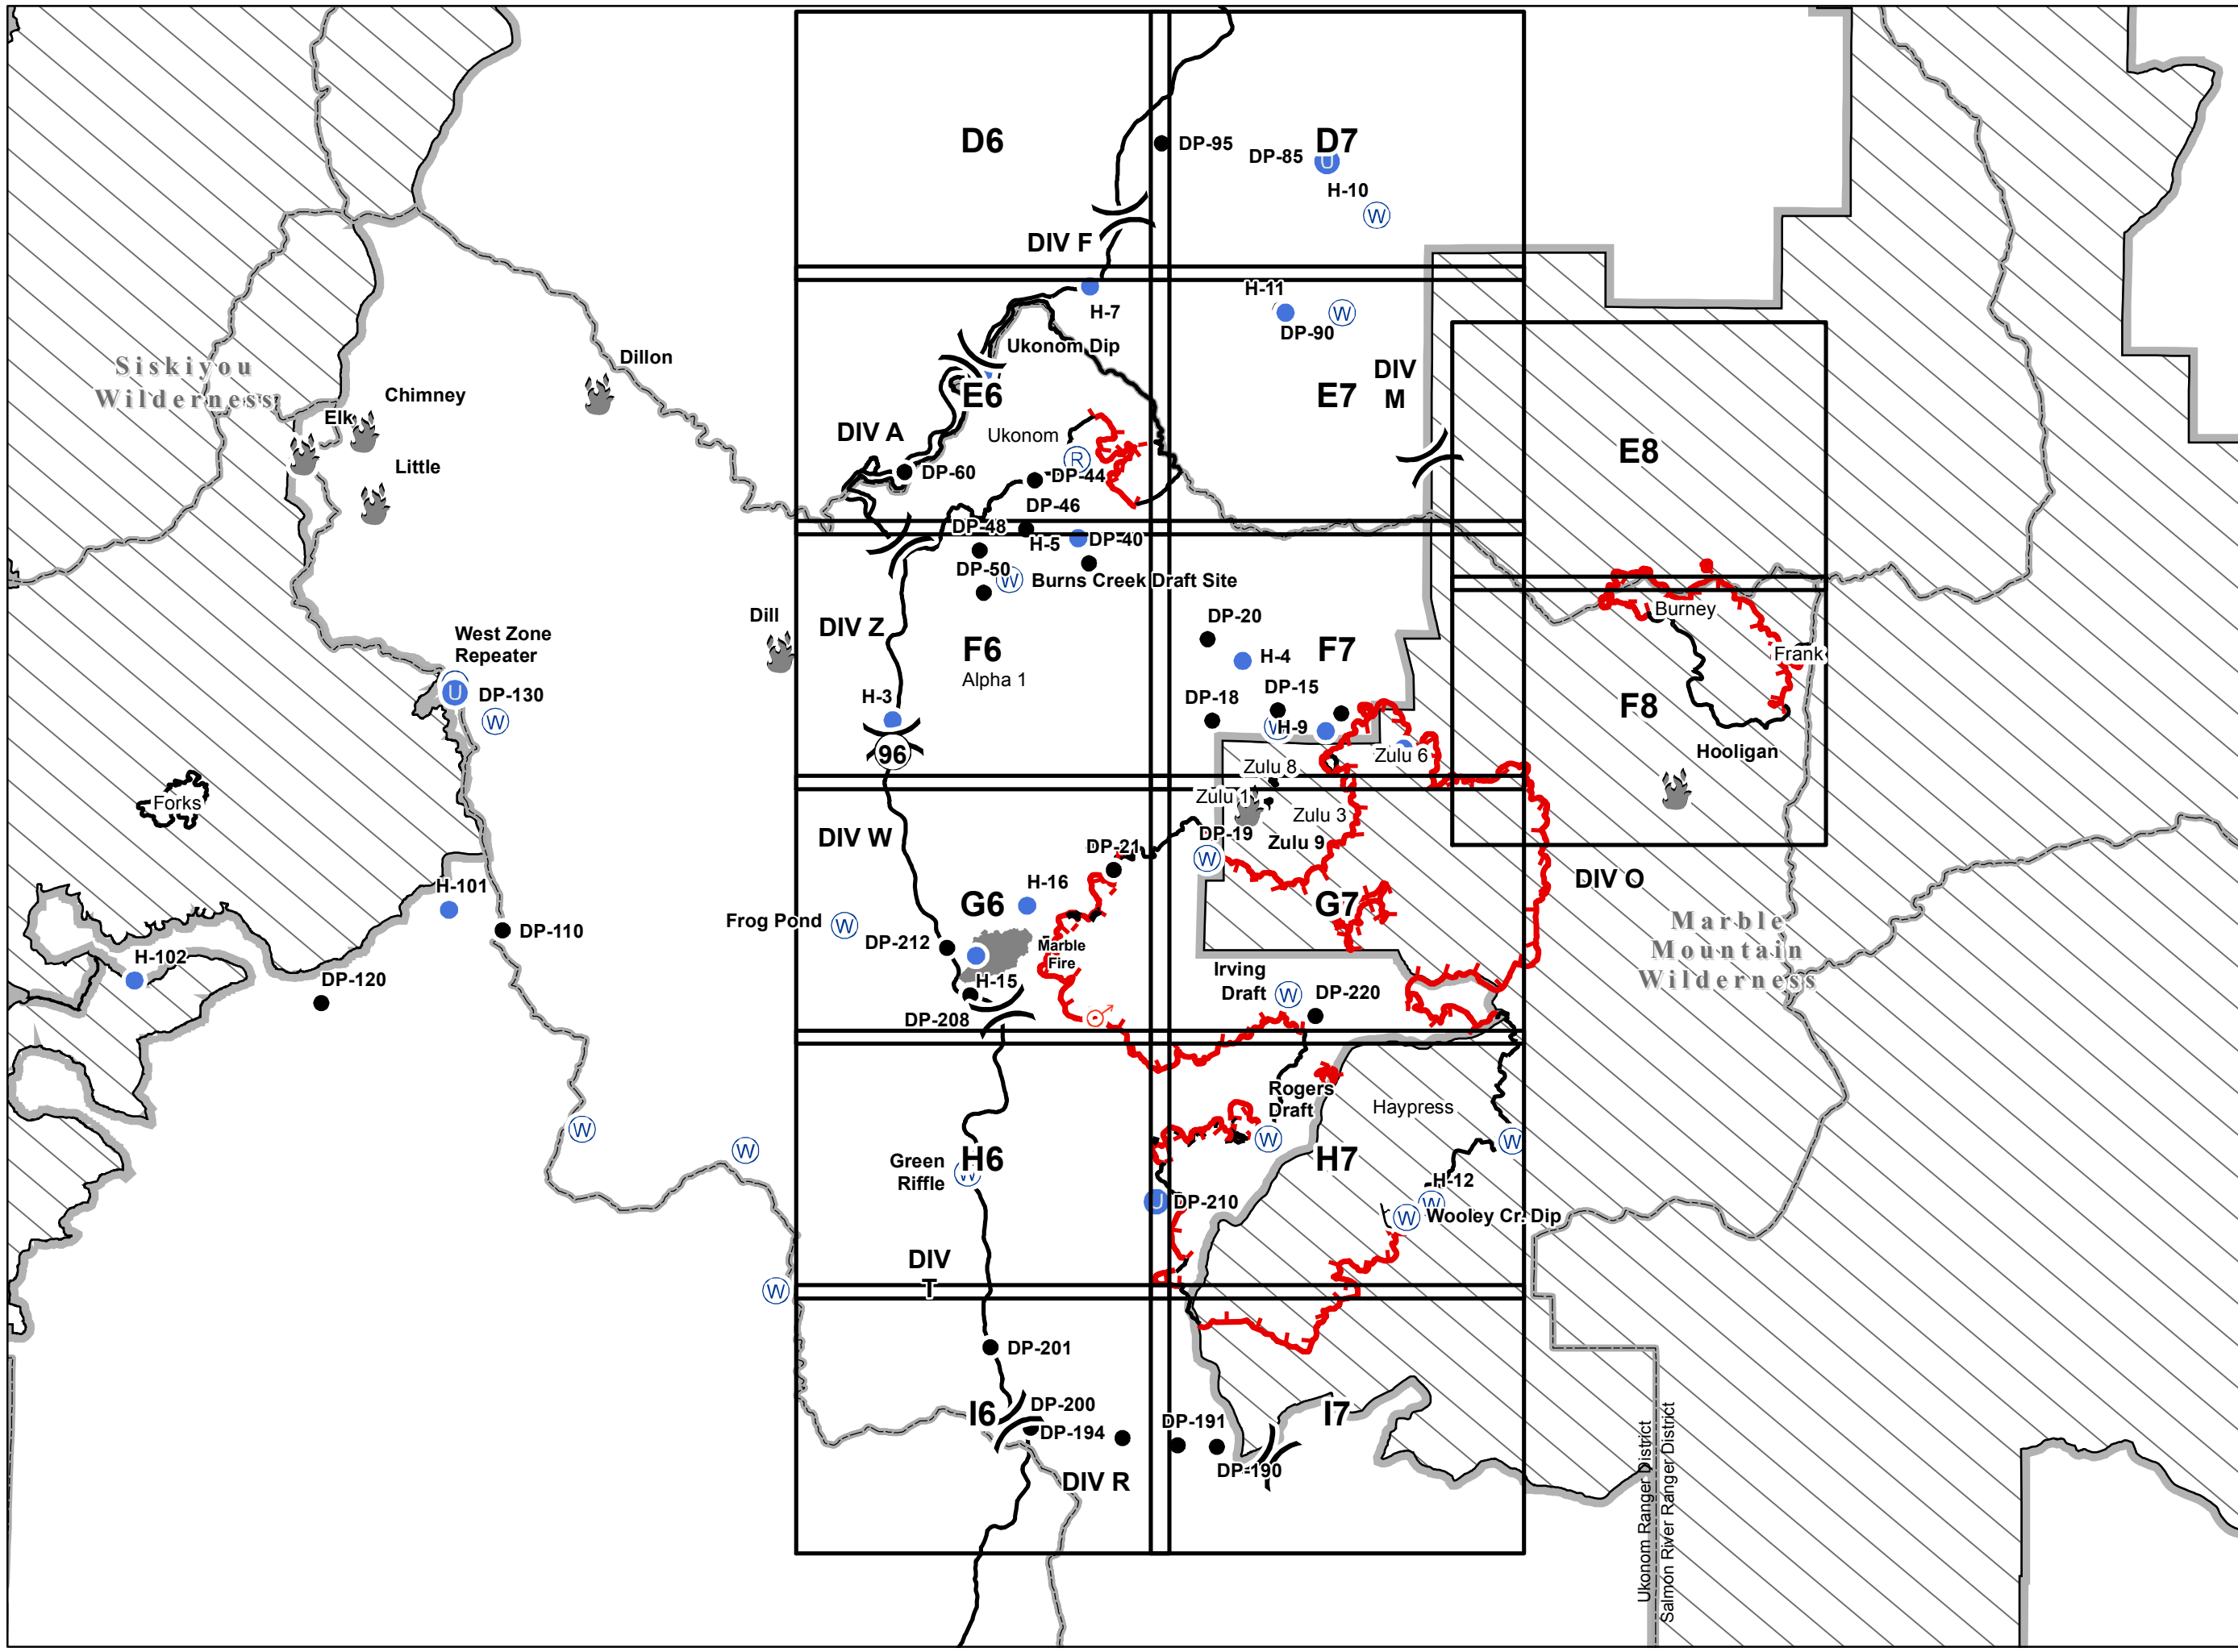 D6
D7
DP-95
DP-85
U
H-10
W
DIV F
H-7
H-11
W
DP-90
Ukonom Dip
Siskiyou
Wilderness
Dillon
Chimney
Elk
Little
E6
E7
DIV
M
DIV A
Ukonom
R
DP-60
DP-44
E8
DP-46
DP-48
H-5
DP-40
DP-50
W
Burns Creek Draft Site
Dill
DIV Z
DP-20
Burney
West Zone
Repeater
U
DP-130
W
F6
Alpha 1
H-4
F7
Frank
H-3
DP-18
DP-15
W
H-9
F8
96
Zulu 6
Hooligan
Zulu 8
Zulu 1
Forks
Zulu 3
DIV W
DP-19
Zulu 9
DP-21
W
H-101
H-16
DIV O
G6
G7
Frog Pond
W
DP-110
DP-212
Marble
Fire
Marble
Mountain
Wilderness
H-102
DP-120
H-15
Irving
Draft
W
DP-220
DP-208
Rogers
Draft
Haypress
W
W
W
W
Green
Riffle
W
H6
H7
H-12
W
U
DP-210
W
Wooley Cr. Dip
DIV
T
W
DP-201
I6
DP-200
DP-194
DP-191
I7
DP-190
DIV R
Ukonom Ranger District
Salmon River Ranger District